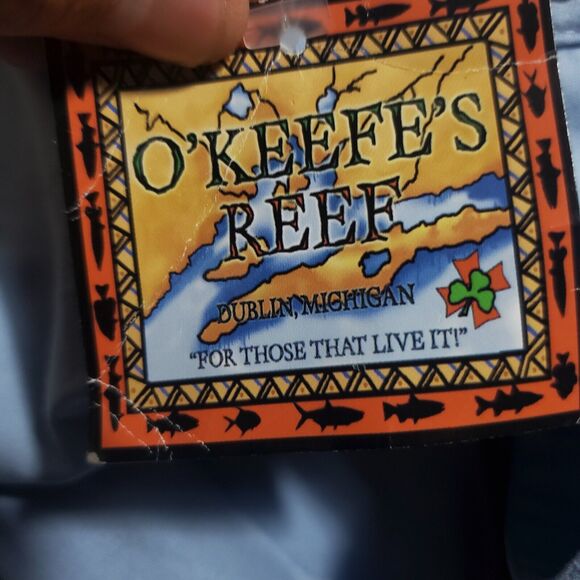 O'KEEFE'S
REEF
DUBLIN, MICHIGAN
"FOR THOSE THAT LIVE IT!"